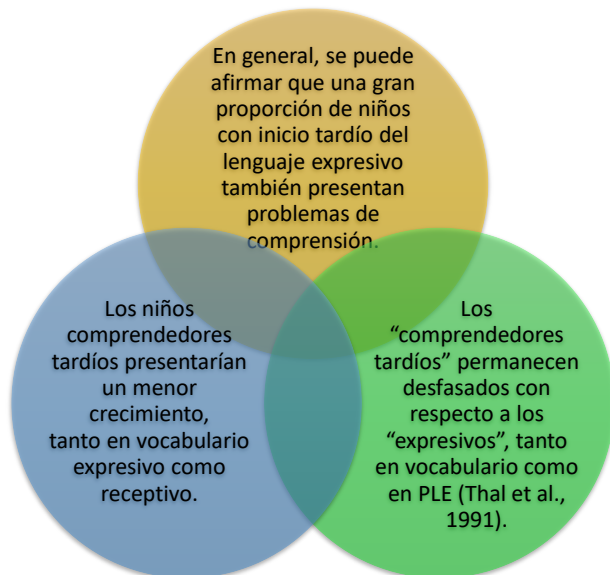 En general, se puede
afirmar que una gran
proporción de niños
con inicio tardío del
lenguaje expresivo
también presentan
problemas de
comprensión.
Los niños
comprendedores
tardíos presentarían
un menor
crecimiento,
tanto en vocabulario
expresivo como
receptivo.
Los
“comprendedores
tardíos” permanecen
desfasados con
respecto a los
“expresivos”, tanto
en vocabulario como
en PLE (Thal et al.,
1991).